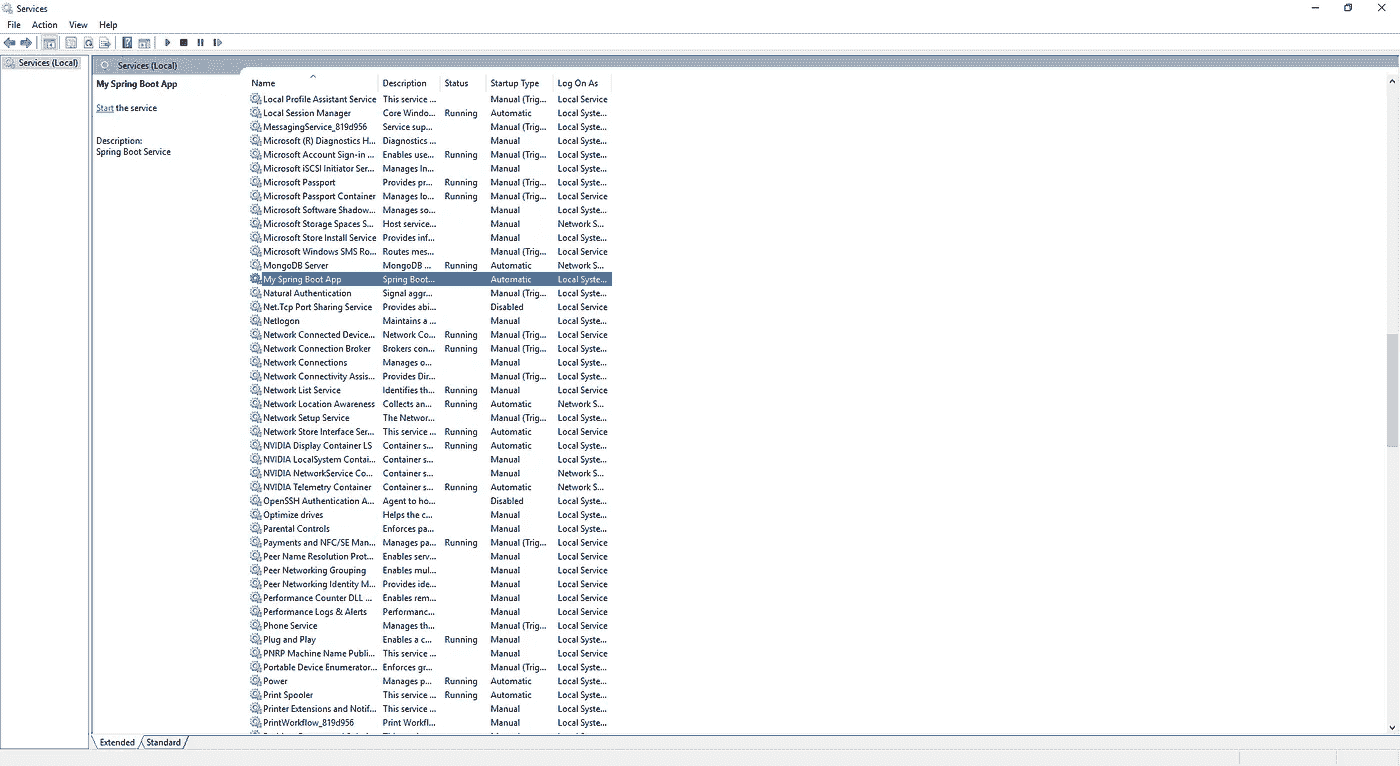 Services
File Action View Help
Services (Local)
Services (Local)
My Spring Boot App
Start the service
Description:
Spring Boot Service
Name Description Status Startup Type Log On As
Local Profile Assistant Service This service ... Manual (Trig... Local Service
Local Session Manager Core Windo... Running Automatic Local Syste...
MessagingService_819d956 Service sup... Manual (Trig... Local Syste...
Microsoft (R) Diagnostics H... Diagnostics ... Manual Local Syste...
Microsoft Account Sign-in ... Enables use... Running Manual (Trig... Local Syste...
Microsoft iSCSI Initiator Ser... Manages In... Manual Local Syste...
Microsoft Passport Provides pr... Running Manual (Trig... Local Syste...
Microsoft Passport Container Manages lo... Running Manual (Trig... Local Service
Microsoft Software Shadow... Manages so... Manual Local Syste...
Microsoft Storage Spaces S... Host service... Manual Network S...
Microsoft Store Install Service Provides inf... Manual Local Syste...
Microsoft Windows SMS Ro... Routes mes... Manual (Trig... Local Service
MongoDB Server MongoDB ... Running Automatic Network S...
My Spring Boot App Spring Boot... Automatic Local Syste...
Natural Authentication Signal aggr... Manual (Trig... Local Syste...
Net.Tcp Port Sharing Service Provides abi... Disabled Local Service
Netlogon Maintains a ... Manual Local Syste...
Network Connected Device... Network Co... Running Manual (Trig... Local Service
Network Connection Broker Brokers con... Running Manual (Trig... Local Syste...
Network Connections Manages o... Manual Local Syste...
Network Connectivity Assis... Provides Dir... Manual (Trig... Local Syste...
Network List Service Identifies th... Running Manual Local Service
Network Location Awareness Collects an... Running Automatic Network S...
Network Setup Service The Networ... Manual (Trig... Local Syste...
Network Store Interface Ser... This service ... Running Automatic Local Service
NVIDIA Display Container LS Container s... Running Automatic Local Syste...
NVIDIA LocalSystem Contai... Container s... Manual Local Syste...
NVIDIA NetworkService Co... Container s... Manual Network S...
NVIDIA Telemetry Container Container s... Running Automatic Network S...
OpenSSH Authentication A... Agent to ho... Disabled Local Syste...
Optimize drives Helps the c... Manual Local Syste...
Parental Controls Enforces pa... Manual Local Syste...
Payments and NFC/SE Man... Manages pa... Running Manual (Trig... Local Service
Peer Name Resolution Prot... Enables serv... Manual Local Service
Peer Networking Grouping Enables mul... Manual Local Service
Peer Networking Identity M... Provides ide... Manual Local Service
Performance Counter DLL ... Enables rem... Manual Local Service
Performance Logs & Alerts Performanc... Manual Local Service
Phone Service Manages th... Manual (Trig... Local Service
Plug and Play Enables a c... Running Manual Local Syste...
PNRP Machine Name Publi... This service ... Manual Local Service
Portable Device Enumerator... Enforces gr... Manual (Trig... Local Syste...
Power Manages p... Running Automatic Local Syste...
Print Spooler This service ... Running Automatic Local Syste...
Printer Extensions and Notif... This service ... Manual Local Syste...
PrintWorkflow_819d956 Print Workfl... Manual Local Syste...
Extended Standard